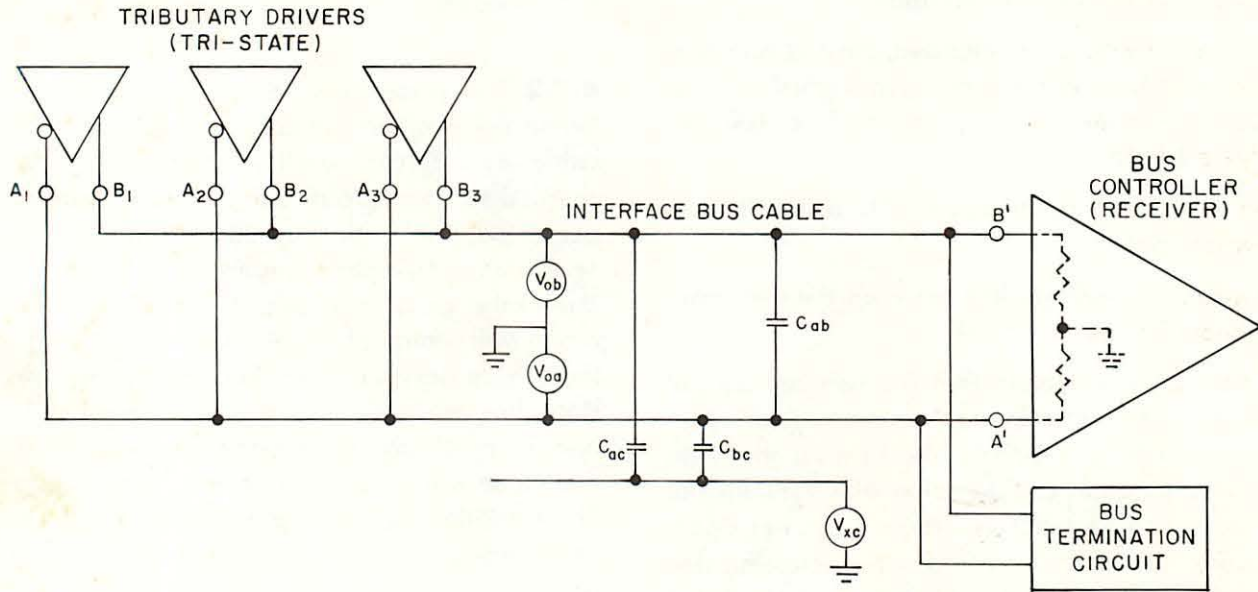 TRIBUTARY DRIVERS
(TRI-STATE)
A1 B1 A2 B2 A3 B3
INTERFACE BUS CABLE
BUS
CONTROLLER
(RECEIVER)
B'
Vob
Cab
Voa
A'
Cac
Cbc
Vxc
BUS
TERMINATION
CIRCUIT